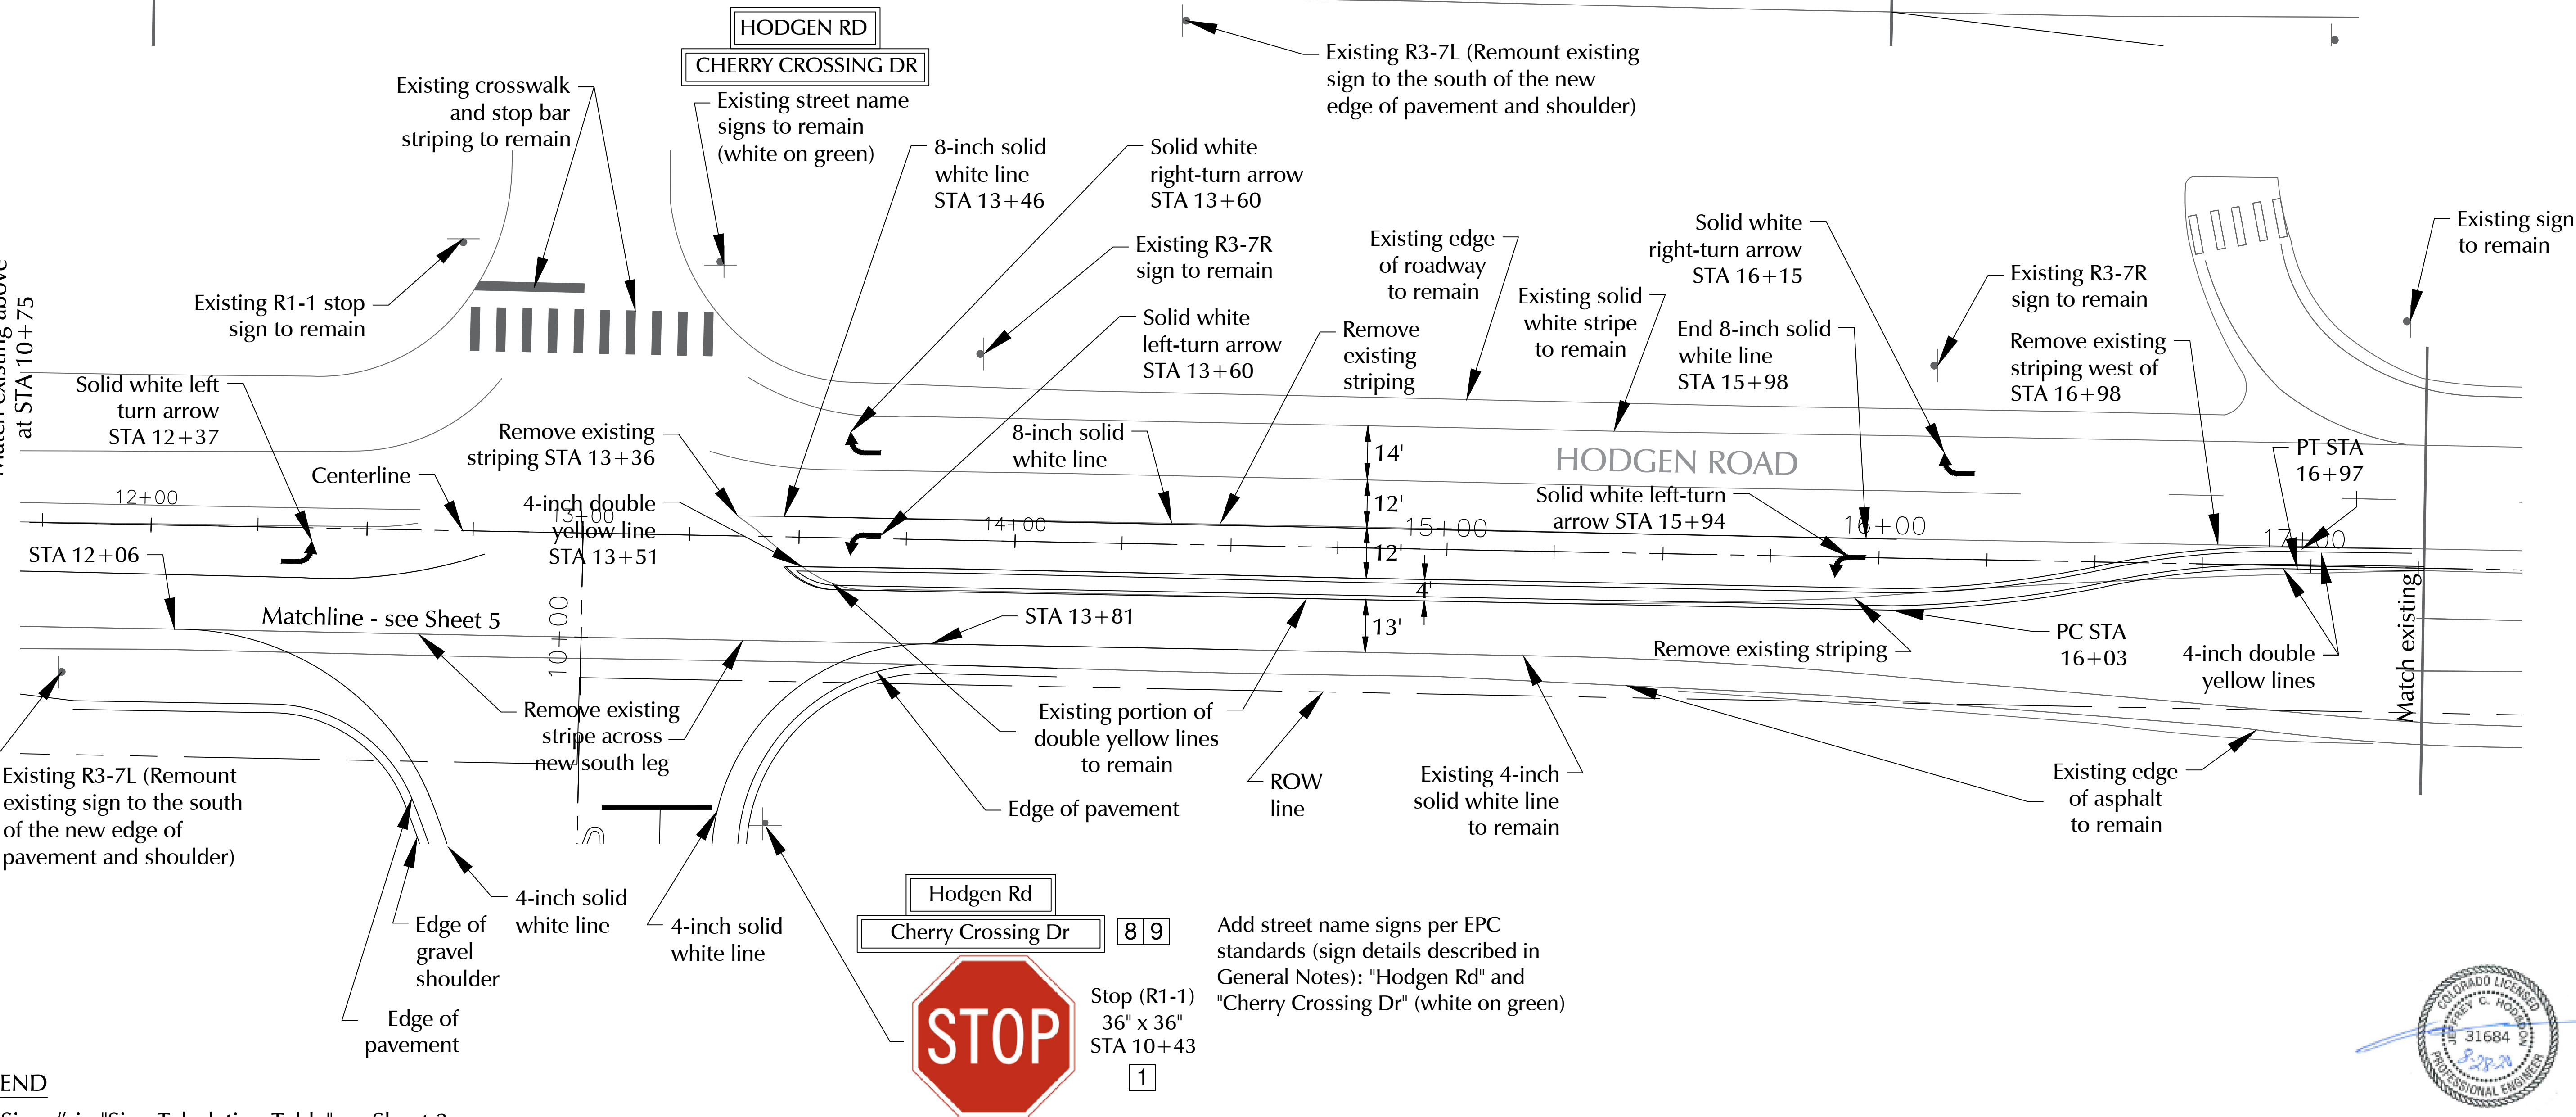 HODGEN RD
CHERRY CROSSING DR
Existing crosswalk
and stop bar
striping to remain
Existing street name
signs to remain
(white on green)
Existing R3-7L (Remount existing
sign to the south of the new
edge of pavement and shoulder)
8-inch solid
white line
STA 13+46
Solid white
right-turn arrow
STA 13+60
Existing R3-7R
sign to remain
Solid white
left-turn arrow
STA 13+60
Existing edge
of roadway
to remain
Existing solid
white stripe
to remain
Solid white
right-turn arrow
STA 16+15
Existing R3-7R
sign to remain
Existing sign
to remain
Existing R1-1 stop
sign to remain
at STA 10+75
Remove
existing
striping
End 8-inch solid
white line
STA 15+98
Remove existing
striping west of
STA 16+98
Solid white left
turn arrow
STA 12+37
Centerline
Remove existing
striping STA 13+36
8-inch solid
white line
14'
HODGEN ROAD
PT STA
16+97
12+00
4-inch double
yellow line
STA 13+51
13+00
14+00
12'
15+00
Solid white left-turn
arrow STA 15+94
16+00
17+00
STA 12+06
12'
4'
13'
Matchline - see Sheet 5
10+00
STA 13+81
Remove existing striping
PC STA
16+03
4-inch double
yellow lines
Match existing
Remove existing
stripe across
new south leg
Existing portion of
double yellow lines
to remain
Edge of pavement
ROW
line
Existing 4-inch
solid white line
to remain
Existing edge
of asphalt
to remain
Existing R3-7L (Remount
existing sign to the south
of the new edge of
pavement and shoulder)
Edge of
gravel
shoulder
4-inch solid
white line
4-inch solid
white line
Edge of
pavement
Hodgen Rd
Cherry Crossing Dr
8 9
STOP
Stop (R1-1)
36" x 36"
STA 10+43
1
Add street name signs per EPC
standards (sign details described in
General Notes): "Hodgen Rd" and
"Cherry Crossing Dr" (white on green)
COLORADO LICENSED
JEFFREY C. HODSDON
31684
8-28-20
PROFESSIONAL ENGINEER
END